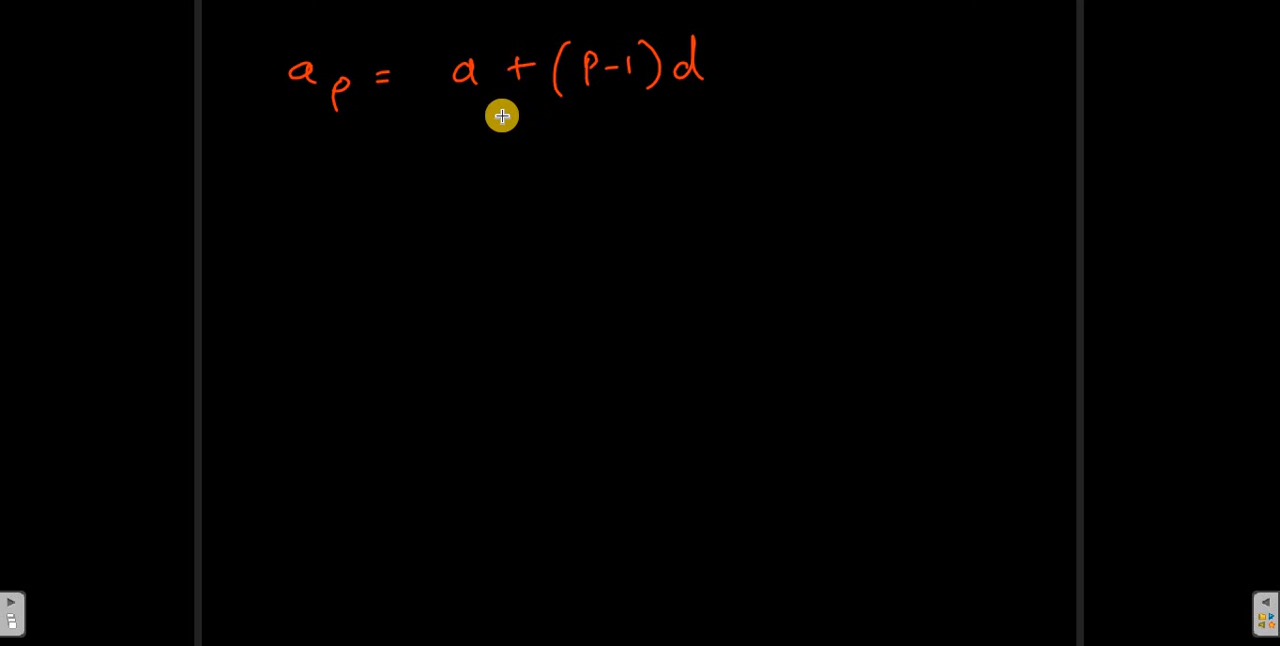 a_p = a + (p-1)d